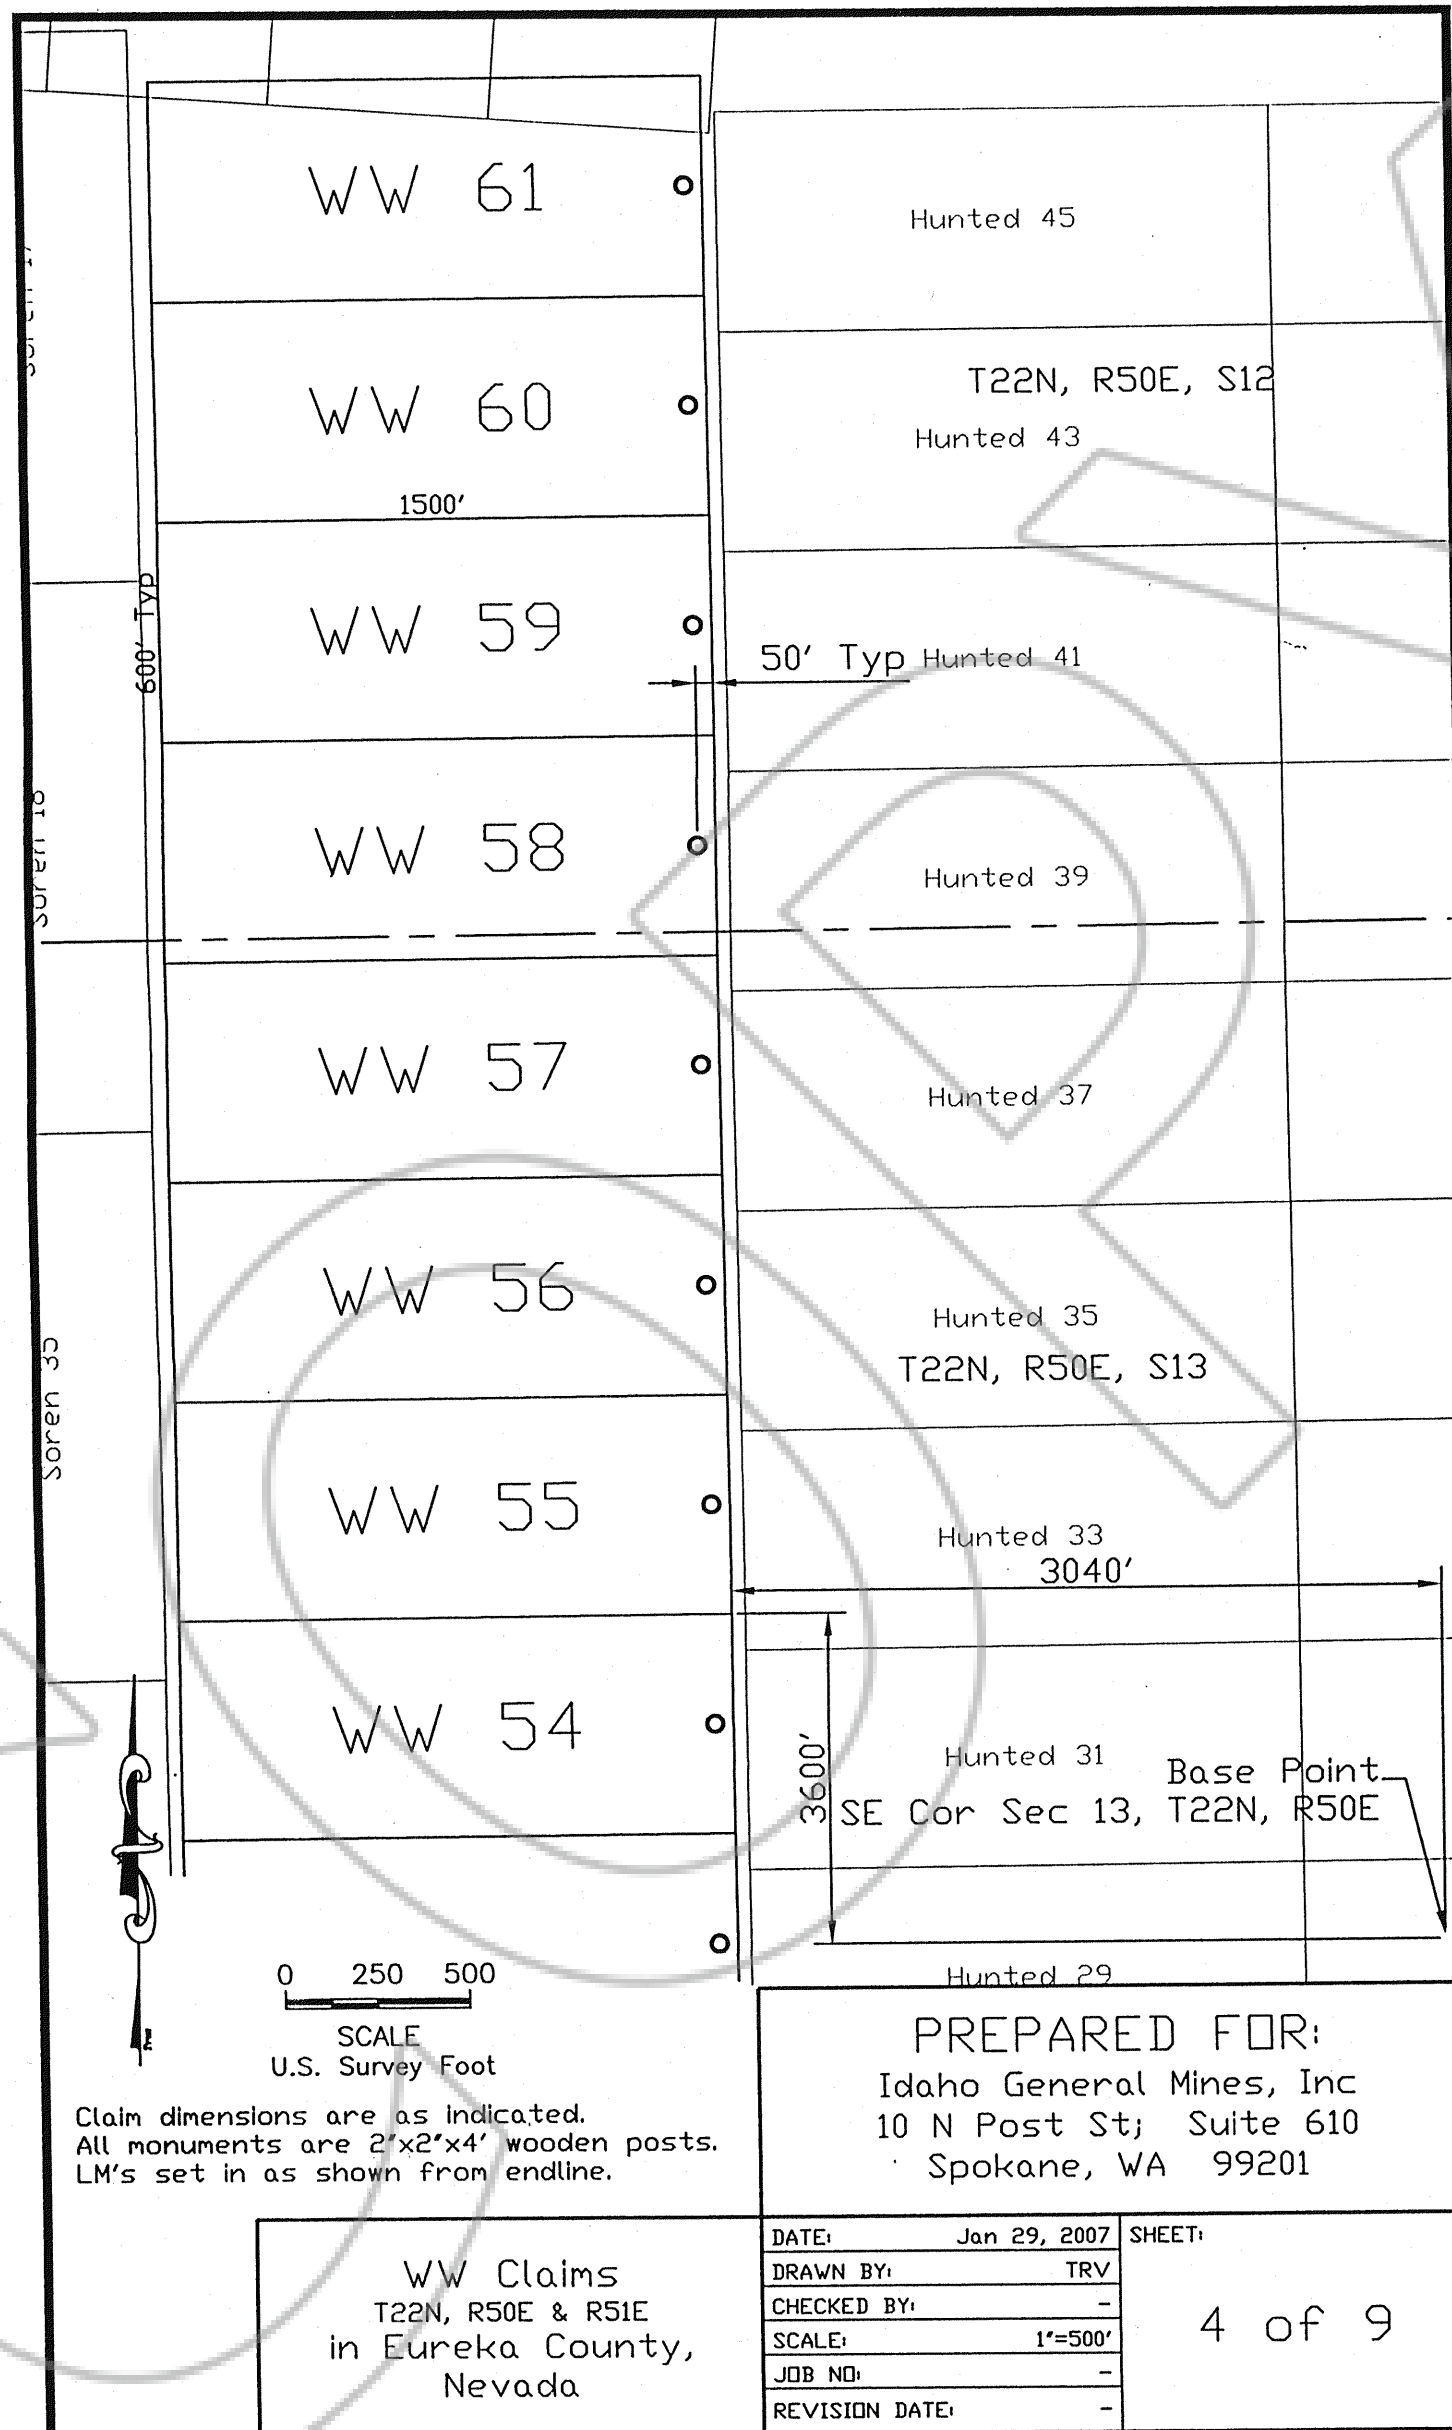 WW 61
Hunted 45
Soren 17
WW 60
T22N, R50E, S12
Hunted 43
1500'
600' Typ
WW 59
50' Typ
Hunted 41
Soren 18
WW 58
Hunted 39
WW 57
Hunted 37
WW 56
Hunted 35
T22N, R50E, S13
Soren 35
WW 55
Hunted 33
3040'
WW 54
3600'
Hunted 31
Base Point
SE Cor Sec 13, T22N, R50E
Hunted 29
0 250 500
SCALE
U.S. Survey Foot
Claim dimensions are as indicated.
All monuments are 2"x2"x4' wooden posts.
LM's set in as shown from endline.
PREPARED FOR:
Idaho General Mines, Inc
10 N Post St; Suite 610
Spokane, WA 99201
WW Claims
T22N, R50E & R51E
in Eureka County,
Nevada
DATE: Jan 29, 2007
DRAWN BY: TRV
CHECKED BY: -
SCALE: 1"=500'
JOB NO: -
REVISION DATE: -
SHEET:
4 of 9